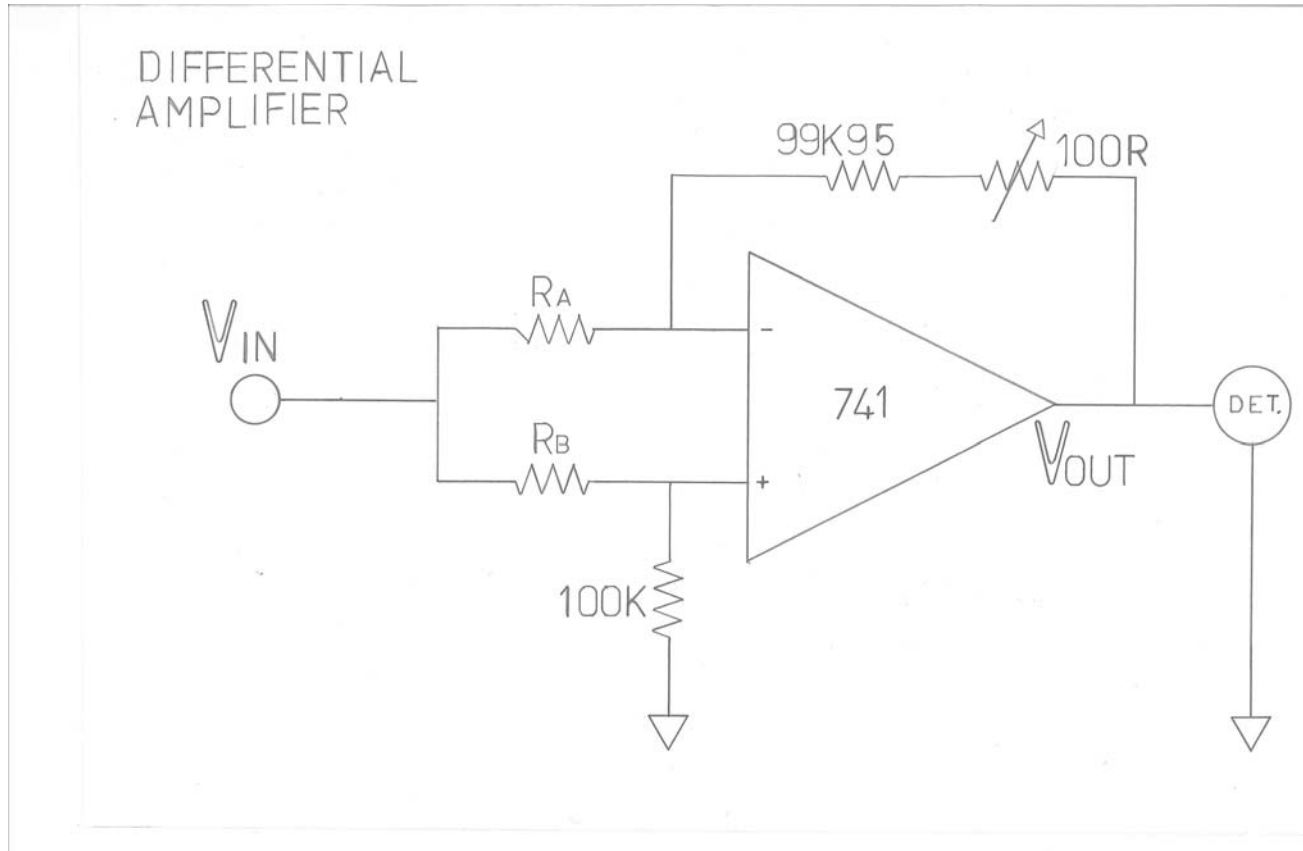 DIFFERENTIAL
AMPLIFIER
99K95
100R
RA
VIN
-
741
DET.
RB
+
VOUT
100K